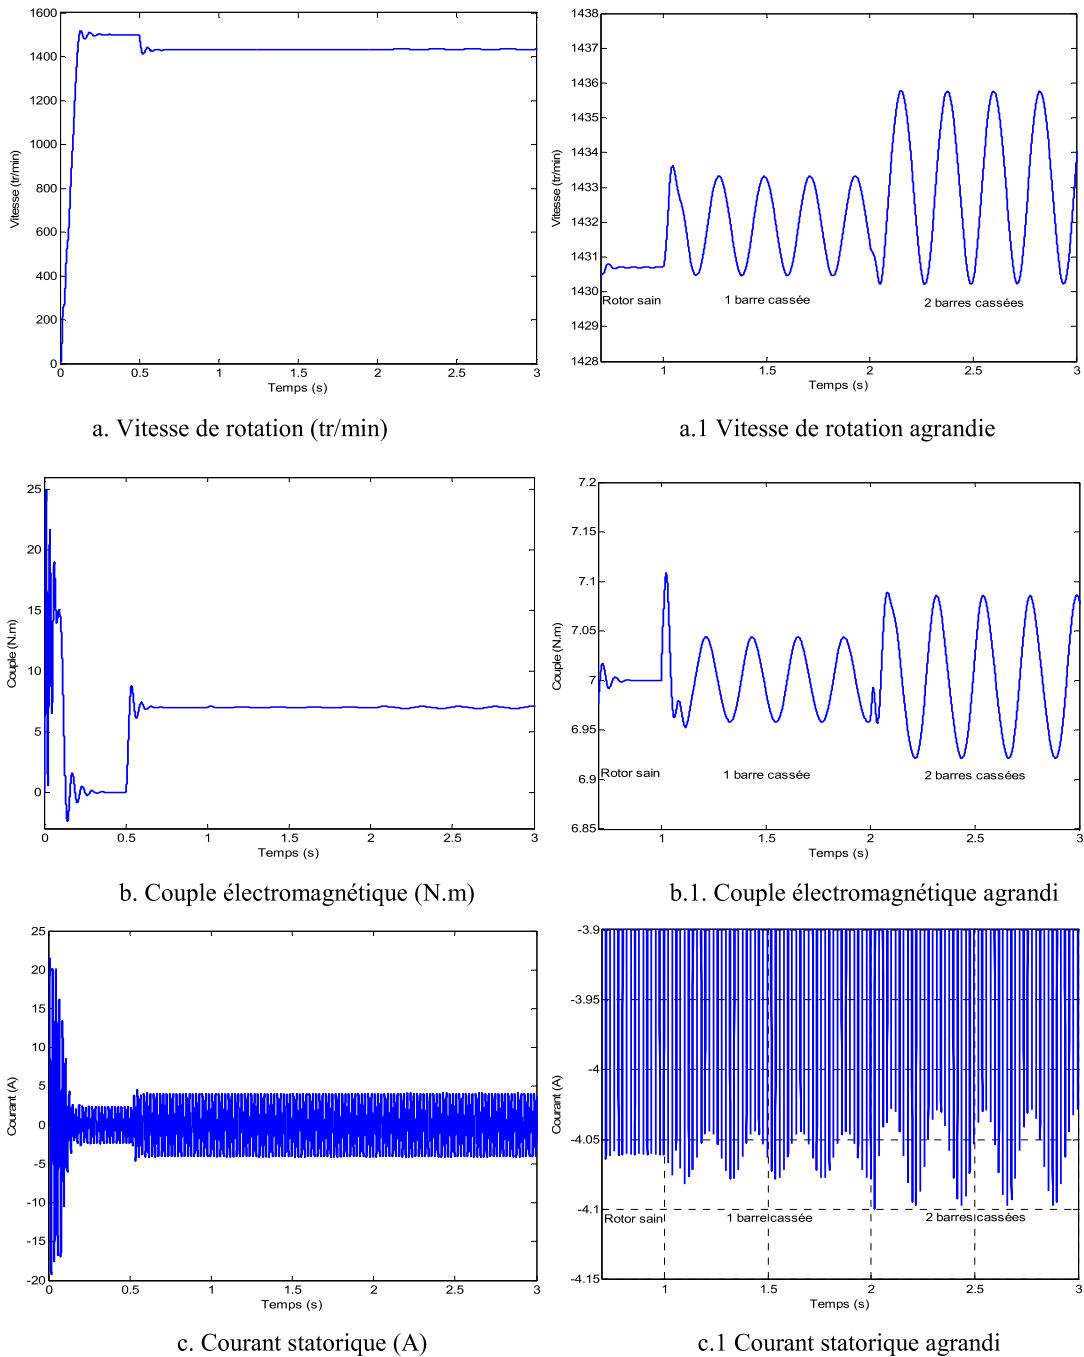 1600
1400
1200
1000
800
600
400
200
0
Vitesse (tr/min)
0 0.5 1 1.5 2 2.5 3
Temps (s)
a. Vitesse de rotation (tr/min)
1438
1437
1436
1435
1434
1433
1432
1431
1430
1429
1428
Vitesse (tr/min)
Rotor sain 1 barre cassée 2 barres cassées
1 1.5 2 2.5 3
Temps (s)
a.1 Vitesse de rotation agrandie
25
20
15
10
5
0
Couple (N.m)
0 0.5 1 1.5 2 2.5 3
Temps (s)
b. Couple électromagnétique (N.m)
7.2
7.15
7.1
7.05
7
6.95
6.9
6.85
Couple (N.m)
Rotor sain 1 barre cassée 2 barres cassées
1 1.5 2 2.5 3
Temps (s)
b.1. Couple électromagnétique agrandi
25
20
15
10
5
0
-5
-10
-15
-20
Courant (A)
0 0.5 1 1.5 2 2.5 3
Temps (s)
c. Courant statorique (A)
-3.9
-3.95
-4
-4.05
-4.1
-4.15
Courant (A)
Rotor sain 1 barre cassée 2 barres cassées
1 1.5 2 2.5 3
Temps (s)
c.1 Courant statorique agrandi